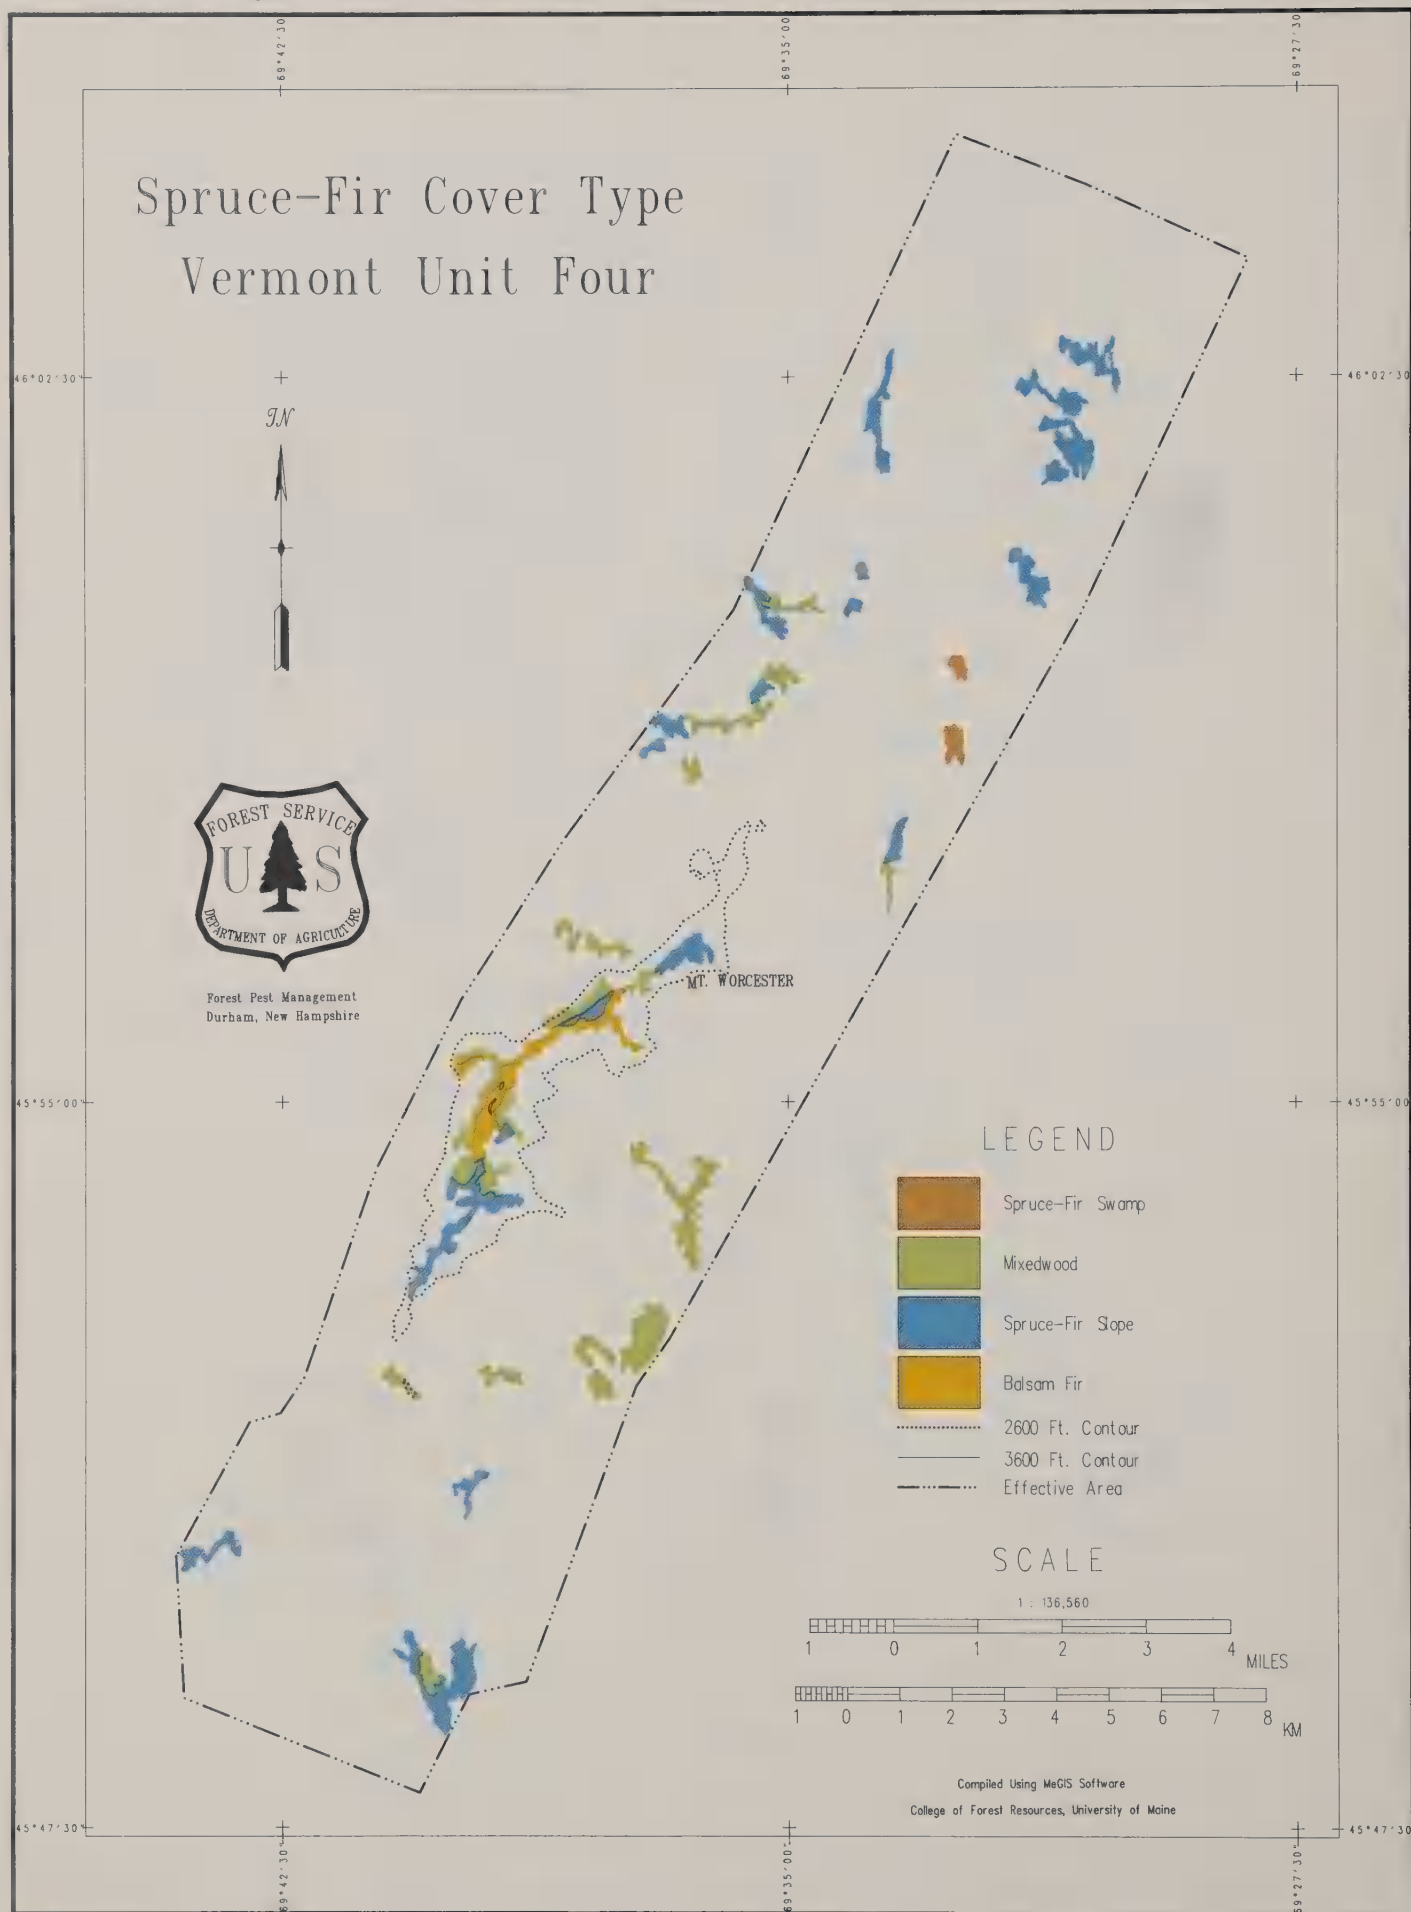 69°42'30
69°35'00
69°27'30
Spruce-Fir Cover Type
Vermont Unit Four
46°02'30"
46°02'30
N
FOREST SERVICE
U S
DEPARTMENT OF AGRICULTURE
Forest Pest Management
Durham, New Hampshire
MT. WORCESTER
45°55'00"
45°55'00
LEGEND
Spruce-Fir Swamp
Mixedwood
Spruce-Fir Slope
Balsam Fir
2600 Ft. Contour
3600 Ft. Contour
Effective Area
SCALE
1 : 136,560
1 0 1 2 3 4 MILES
1 0 1 2 3 4 5 6 7 8 KM
Compiled Using MeGIS Software
College of Forest Resources, University of Maine
45°47'30"
45°47'30
69°42'30"
69°35'00"
69°27'30"